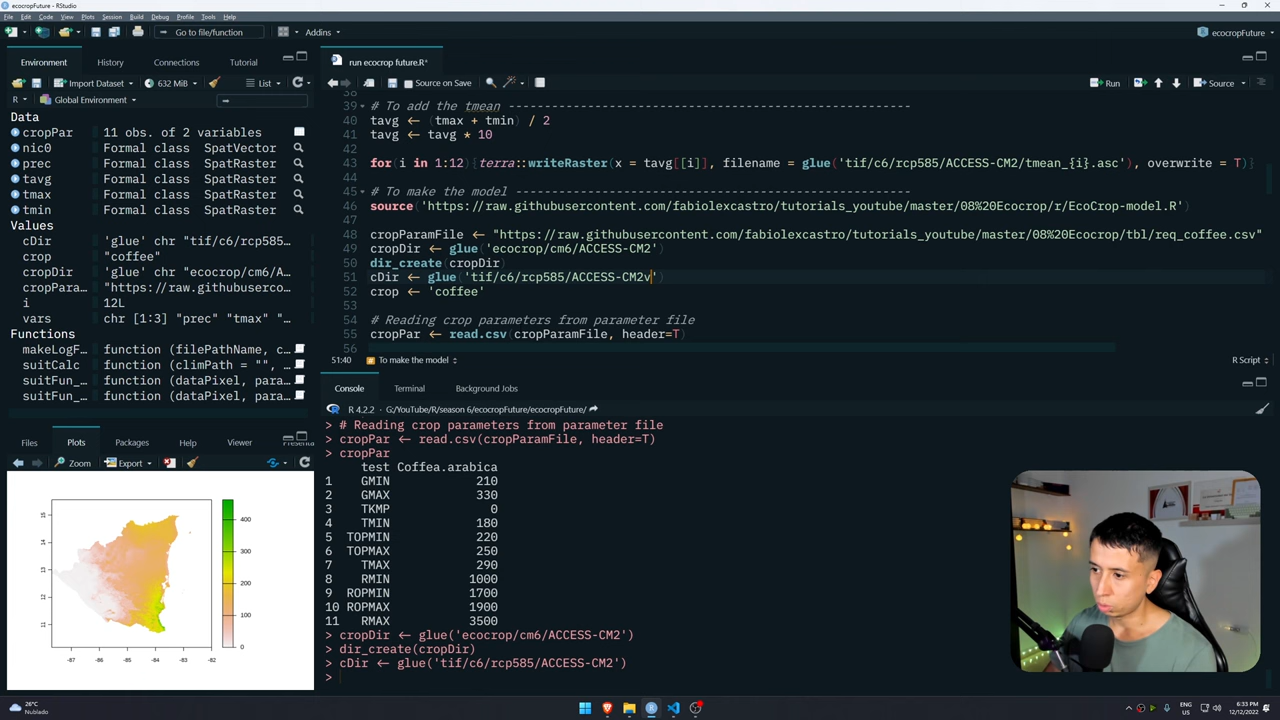 ecocropFuture - RStudio
File Edit Code View Plots Session Build Debug Profile Tools Help
Go to file/function
Addins
ecocropFuture
Environment History Connections Tutorial
Import Dataset
632 MiB
List
R
Global Environment
Data
cropPar 11 obs. of 2 variables
nic0 Formal class SpatVector
prec Formal class SpatRaster
tavg Formal class SpatRaster
tmax Formal class SpatRaster
tmin Formal class SpatRaster
Values
cDir 'glue' chr "tif/c6/rcp585…
crop "coffee"
cropDir 'glue' chr "ecocrop/cm6/A…
cropPara… "https://raw.githubuserco…
i 12L
vars chr [1:3] "prec" "tmax" "…
Functions
makeLogF… function (filePathName, c…
suitCalc function (climPath = "", …
suitFun_… function (dataPixel, para…
suitFun_… function (dataPixel, para…
Files Plots Packages Help Viewer Presenta
Zoom
Export
15
14
13
12
11
-87
-86
-85
-84
-83
-82
400
300
200
100
0
run ecocrop future.R*
Source on Save
Run
Source
38
39 # To add the tmean -----------------------------------------------------
40 tavg ← (tmax + tmin) / 2
41 tavg ← tavg * 10
42
43 for(i in 1:12){terra::writeRaster(x = tavg[[i]], filename = glue('tif/c6/rcp585/ACCESS-CM2/tmean_{i}.asc'), overwrite = T)}
44
45 # To make the model ----------------------------------------------------
46 source('https://raw.githubusercontent.com/fabiolexcastro/tutorials_youtube/master/08%20Ecocrop/r/EcoCrop-model.R')
47
48 cropParamFile ← "https://raw.githubusercontent.com/fabiolexcastro/tutorials_youtube/master/08%20Ecocrop/tbl/req_coffee.csv"
49 cropDir ← glue('ecocrop/cm6/ACCESS-CM2')
50 dir_create(cropDir)
51 cDir ← glue('tif/c6/rcp585/ACCESS-CM2v')
52 crop ← 'coffee'
53
54 # Reading crop parameters from parameter file
55 cropPar ← read.csv(cropParamFile, header=T)
56
51:40
To make the model
R Script
Console Terminal Background Jobs
R 4.2.2 · G:/YouTube/R/season 6/ecocropFuture/ecocropFuture/
> # Reading crop parameters from parameter file
> cropPar ← read.csv(cropParamFile, header=T)
> cropPar
test Coffea.arabica
1 GMIN 210
2 GMAX 330
3 TKMP 0
4 TMIN 180
5 TOPMIN 220
6 TOPMAX 250
7 TMAX 290
8 RMIN 1000
9 ROPMIN 1700
10 ROPMAX 1900
11 RMAX 3500
> cropDir ← glue('ecocrop/cm6/ACCESS-CM2')
> dir_create(cropDir)
> cDir ← glue('tif/c6/rcp585/ACCESS-CM2')
>
26°C
Nublado
ENG
US
6:33 PM
12/12/2022